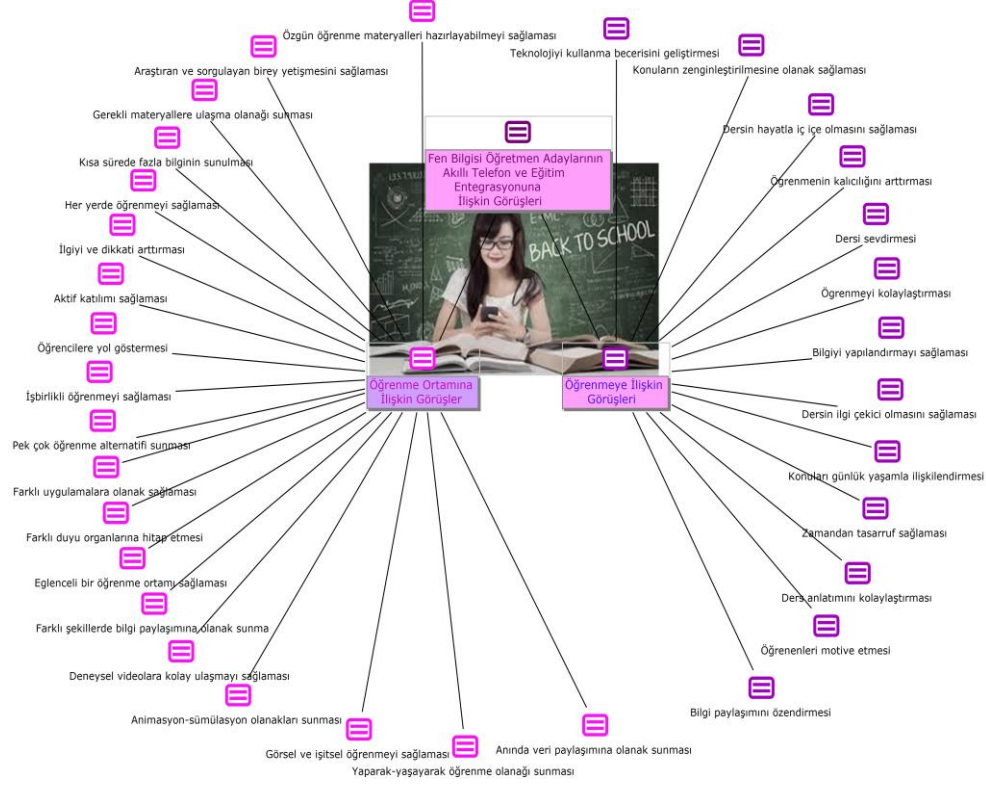 Özgün öğrenme materyalleri hazırlayabilmeyi sağlaması
Teknolojiyi kullanma becerisini geliştirmesi
Konuların zenginleştirilmesine olanak sağlaması
Araştıran ve sorgulayan birey yetişmesini sağlaması
Gerekli materyallere ulaşma olanağı sunması
Dersin hayatla iç içe olmasını sağlaması
Kısa sürede fazla bilginin sunulması
Fen Bilgisi Öğretmen Adaylarının
Akıllı Telefon ve Eğitim
Entegrasyonuna
İlişkin Görüşleri
Öğrenmenin kalıcılığını arttırması
Her yerde öğrenmeyi sağlaması
BACK TO SCHOOL
Dersi sevdirmesi
İlgiyi ve dikkati arttırması
Ögrenmeyi kolaylaştırması
Aktif katılımı sağlaması
Öğrencilere yol göstermesi
Bilgiyi yapılandırmayı sağlaması
Öğrenme Ortamına
İlişkin Görüşler
Öğrenmeye İlişkin
Görüşleri
İşbirlikli öğrenmeyi sağlaması
Dersin ilgi çekici olmasını sağlaması
Pek çok öğrenme alternatifi sunması
Konuları günlük yaşamla ilişkilendirmesi
Farklı uygulamalara olanak sağlaması
Zamandan tasarruf sağlaması
Farklı duyu organlarına hitap etmesi
Eglenceli bir öğrenme ortamı sağlaması
Ders anlatımını kolaylaştırması
Farklı şekillerde bilgi paylaşımına olanak sunma
Öğrenenleri motive etmesi
Deneysel videolara kolay ulaşmayı sağlaması
Animasyon-sümülasyon olanakları sunması
Bilgi paylaşımını özendirmesi
Görsel ve işitsel öğrenmeyi sağlaması
Anında veri paylaşımına olanak sunması
Yaparak-yaşayarak öğrenme olanağı sunması